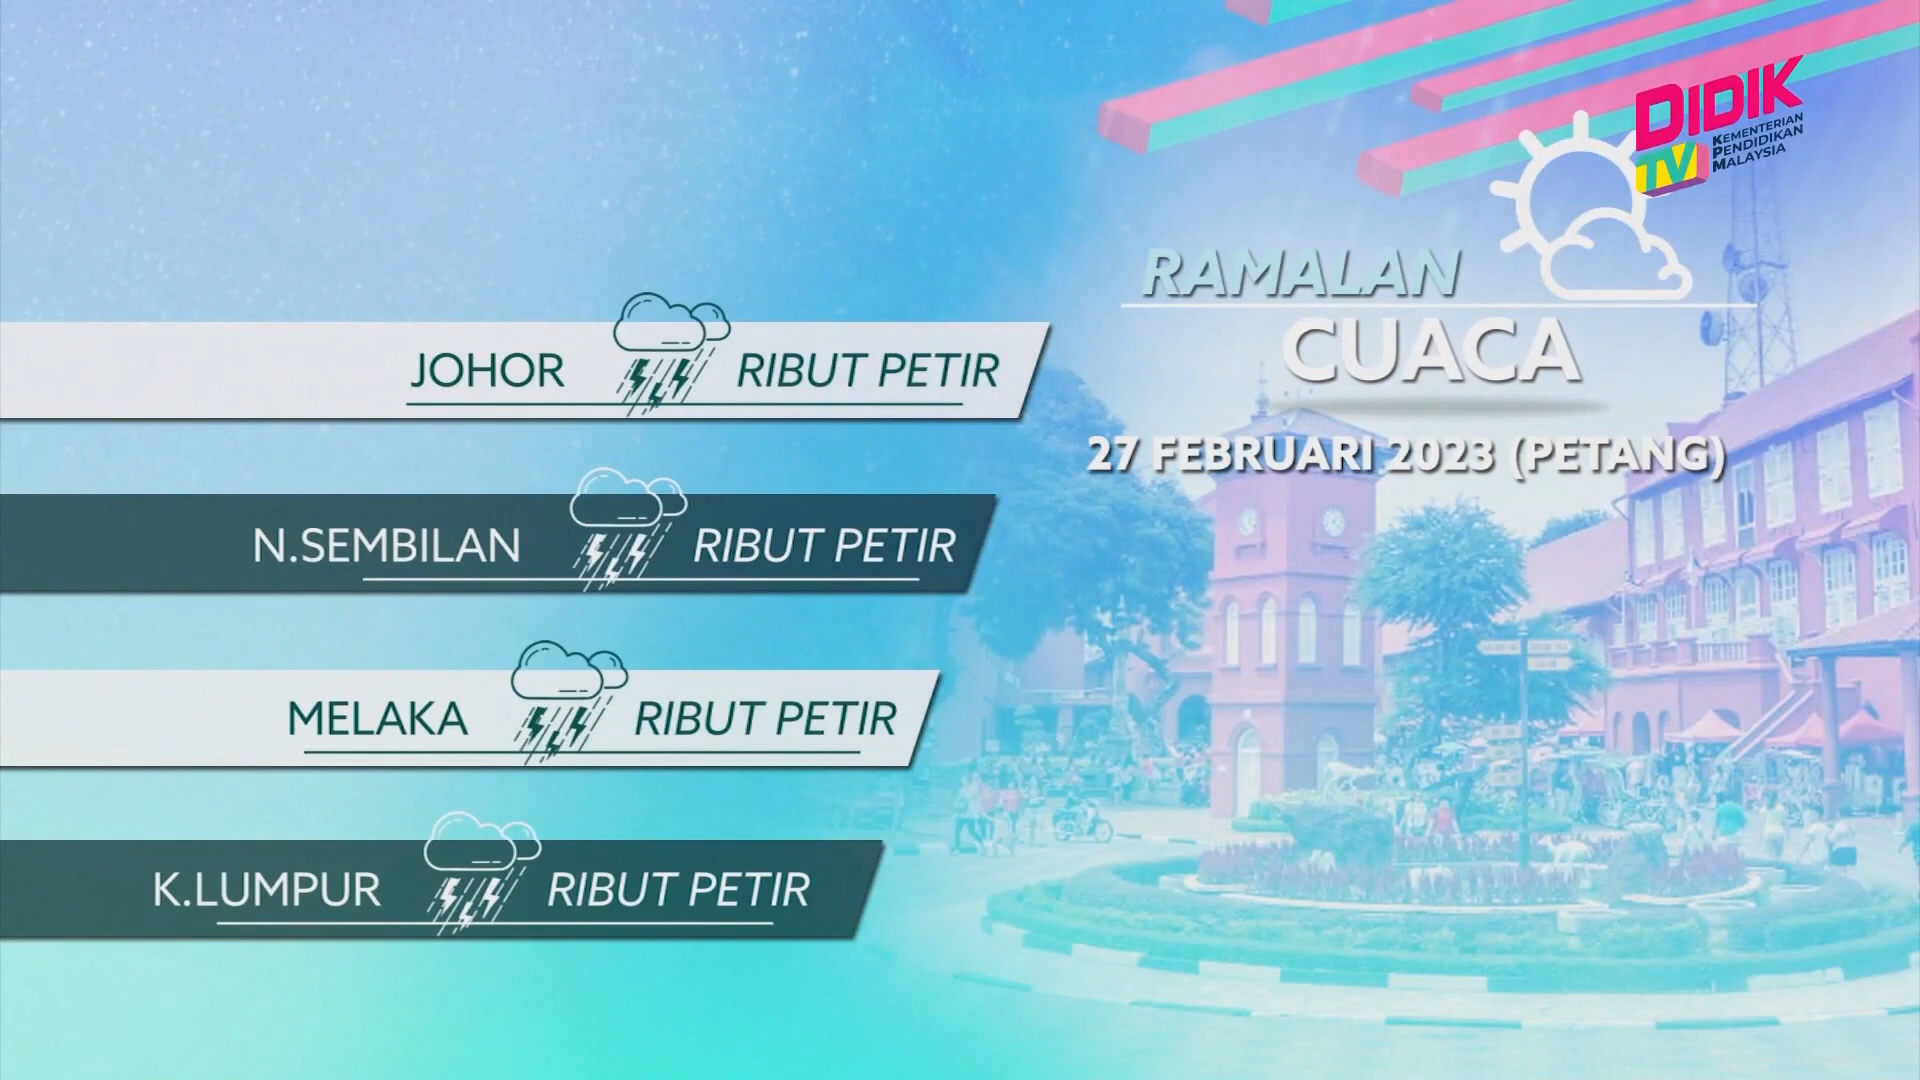 DIDIK
TV
KEMENTERIAN
PENDIDIKAN
MALAYSIA
RAMALAN
CUACA
27 FEBRUARI 2023 (PETANG)
JOHOR RIBUT PETIR
N.SEMBILAN RIBUT PETIR
MELAKA RIBUT PETIR
K.LUMPUR RIBUT PETIR